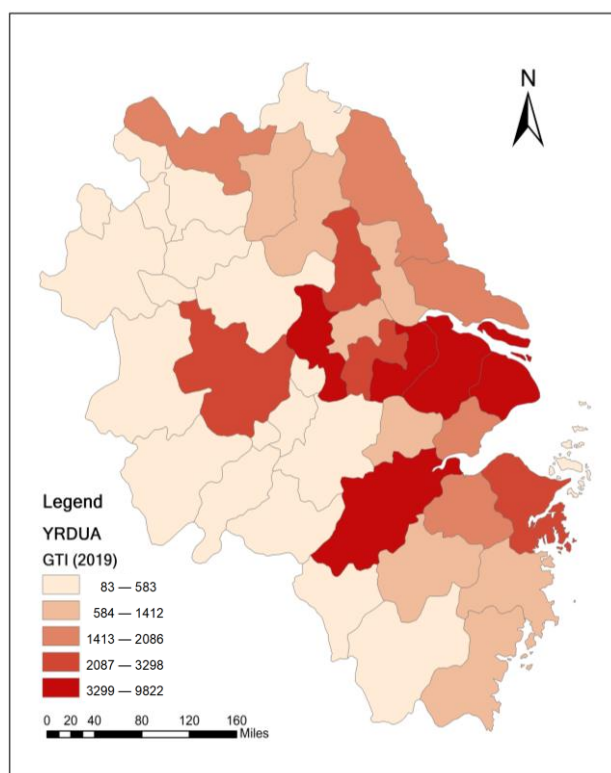 N
Legend
YRDUA
GTI (2019)
83 — 583
584 — 1412
1413 — 2086
2087 — 3298
3299 — 9822
0 20 40 80 120 160
Miles